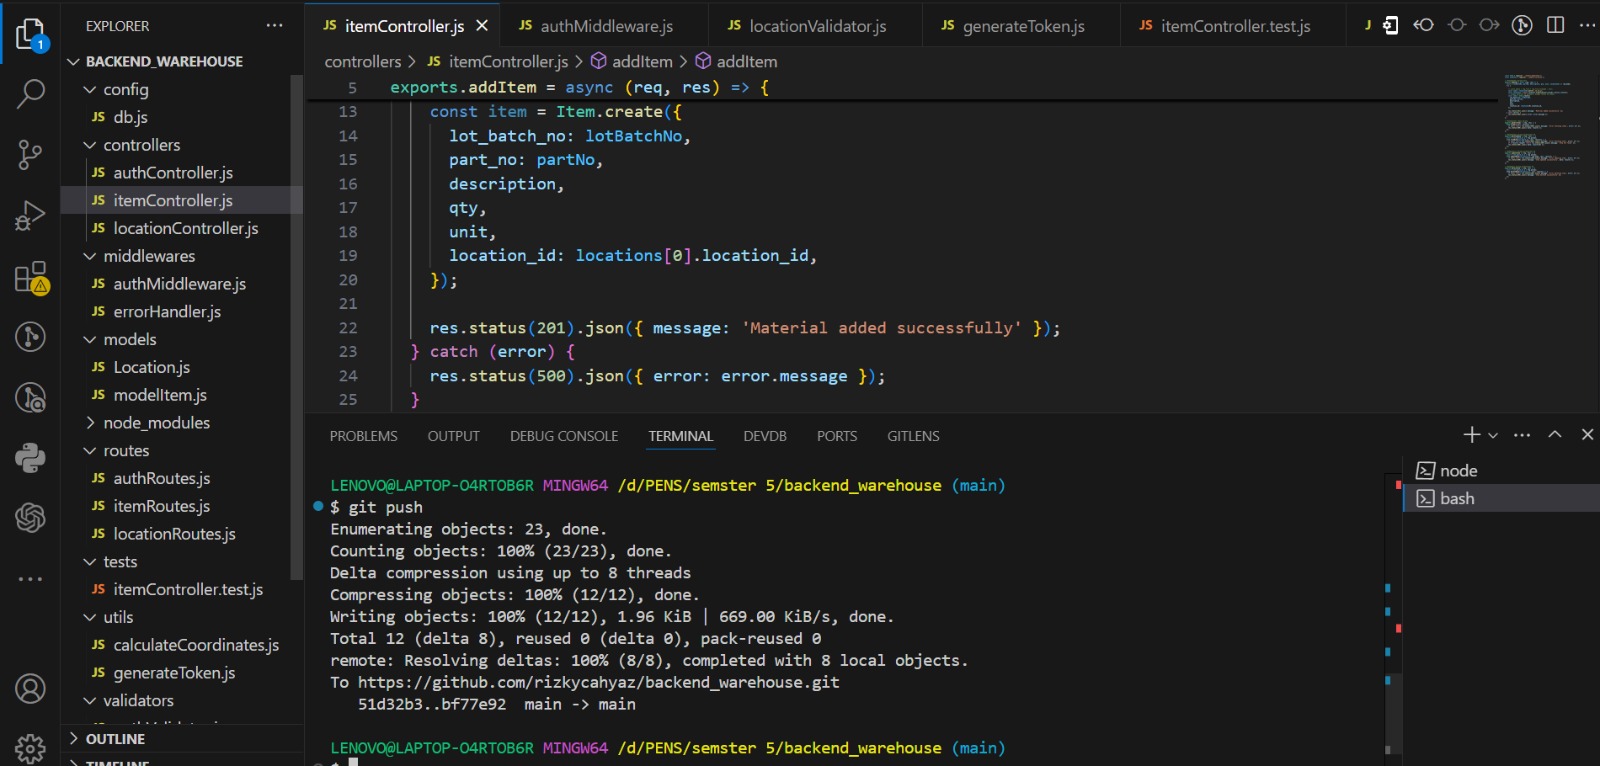 EXPLORER
BACKEND_WAREHOUSE
config
JS db.js
controllers
JS authController.js
JS itemController.js
JS locationController.js
middlewares
JS authMiddleware.js
JS errorHandler.js
models
JS Location.js
JS modelItem.js
node_modules
routes
JS authRoutes.js
JS itemRoutes.js
JS locationRoutes.js
tests
JS itemController.test.js
utils
JS calculateCoordinates.js
JS generateToken.js
validators
OUTLINE
TIMELINE
1
JS itemController.js
JS authMiddleware.js
JS locationValidator.js
JS generateToken.js
JS itemController.test.js
J
controllers > JS itemController.js > addItem > addItem
5 exports.addItem = async (req, res) => {
13 const item = Item.create({
14 lot_batch_no: lotBatchNo,
15 part_no: partNo,
16 description,
17 qty,
18 unit,
19 location_id: locations[0].location_id,
20 });
21
22 res.status(201).json({ message: 'Material added successfully' });
23 } catch (error) {
24 res.status(500).json({ error: error.message });
25 }
PROBLEMS OUTPUT DEBUG CONSOLE TERMINAL DEVDB PORTS GITLENS
LENOVO@LAPTOP-O4RTOB6R MINGW64 /d/PENS/semster 5/backend_warehouse (main)
$ git push
Enumerating objects: 23, done.
Counting objects: 100% (23/23), done.
Delta compression using up to 8 threads
Compressing objects: 100% (12/12), done.
Writing objects: 100% (12/12), 1.96 KiB | 669.00 KiB/s, done.
Total 12 (delta 8), reused 0 (delta 0), pack-reused 0
remote: Resolving deltas: 100% (8/8), completed with 8 local objects.
To https://github.com/rizkycahyaz/backend_warehouse.git
51d32b3..bf77e92 main -> main
LENOVO@LAPTOP-O4RTOB6R MINGW64 /d/PENS/semster 5/backend_warehouse (main)
$
node
bash